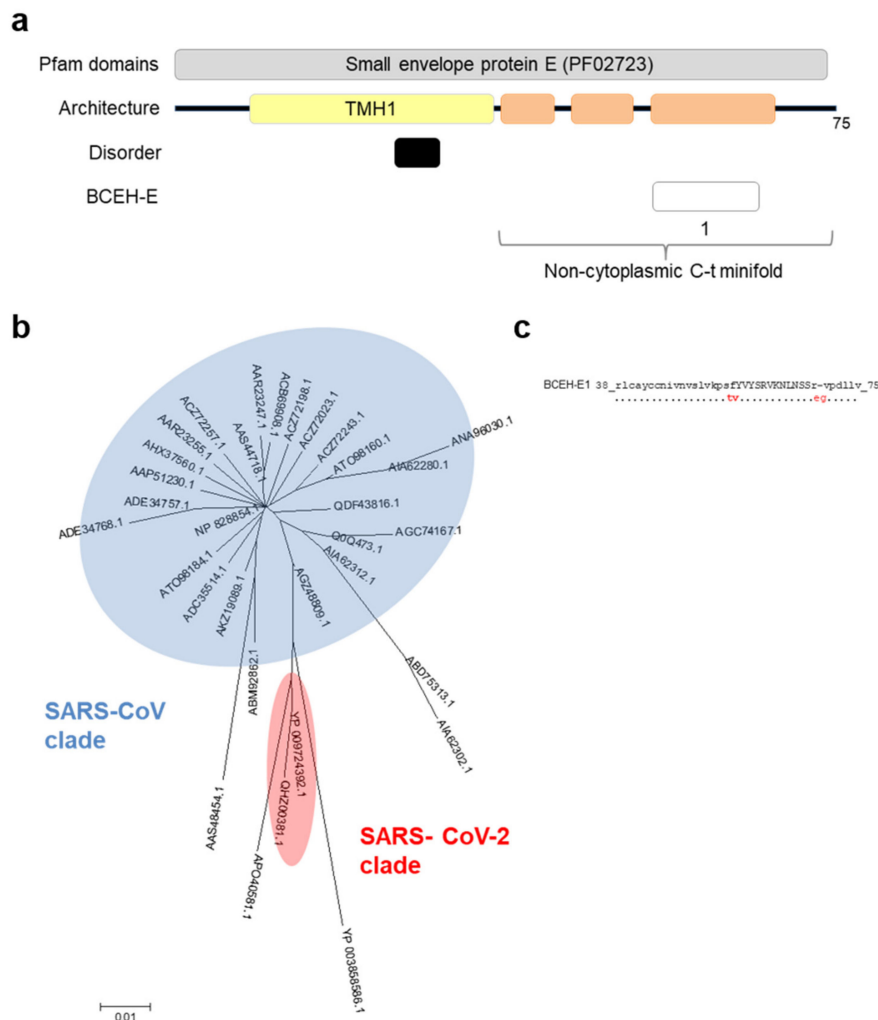 a
Pfam domains
Small envelope protein E (PF02723)
Architecture
TMH1
75
Disorder
BCEH-E
1
Non-cytoplasmic C-t minifold
b
c
BCEH-E1 38_rlcayccnivnvslvkpsfYVYSRVKNLNSSr-vpdllv_75
..................tv............eg.....
AAR23247.1
ACB69908.1
ACZ72198.1
ACZ72023.1
ACZ72257.1
AAR23255.1
AAS44718.1
ACZ72243.1
AHX37560.1
ATO98160.1
ANA96030.1
AIA62280.1
AAP51230.1
ADE34757.1
ADE34768.1
NP 828854.1
QDF43816.1
Q0Q473.1
AGC74167.1
AIA62312.1
ATO98184.1
ADC35514.1
AKZ19089.1
AGZ48809.1
ABM92862.1
ABD75313.1
AIA62302.1
SARS-CoV
clade
YP 009724392.1
QHZ00381.1
AAS48454.1
SARS- CoV-2
clade
APO40581.1
YP 003858586.1
0.01